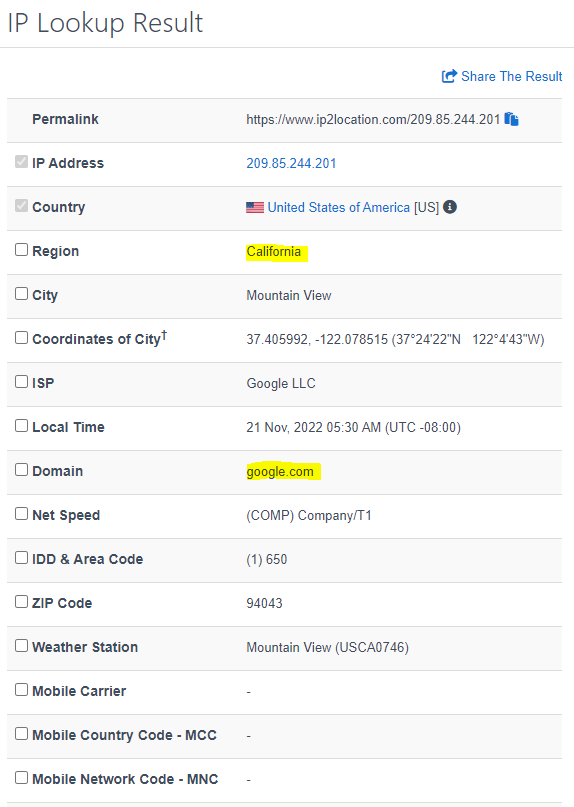 IP Lookup Result
Share The Result
Permalink https://www.ip2location.com/209.85.244.201
IP Address 209.85.244.201
Country United States of America [US]
Region California
City Mountain View
Coordinates of City† 37.405992, -122.078515 (37°24'22"N 122°4'43"W)
ISP Google LLC
Local Time 21 Nov, 2022 05:30 AM (UTC -08:00)
Domain google.com
Net Speed (COMP) Company/T1
IDD & Area Code (1) 650
ZIP Code 94043
Weather Station Mountain View (USCA0746)
Mobile Carrier -
Mobile Country Code - MCC -
Mobile Network Code - MNC -